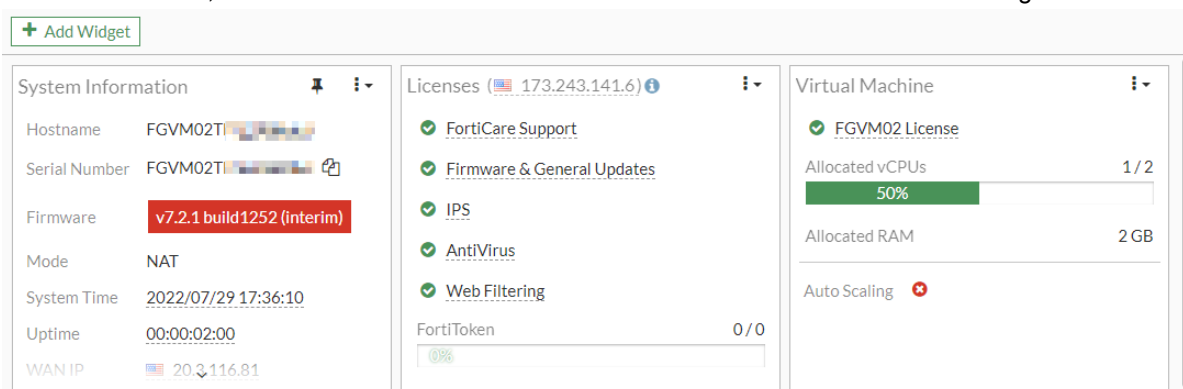 + Add Widget
System Information
Hostname FGVM02T
Serial Number FGVM02T
Firmware v7.2.1 build1252 (interim)
Mode NAT
System Time 2022/07/29 17:36:10
Uptime 00:00:02:00
WAN IP 20.3.116.81
Licenses ( 173.243.141.6)
FortiCare Support
Firmware & General Updates
IPS
AntiVirus
Web Filtering
FortiToken 0/0
0%
Virtual Machine
FGVM02 License
Allocated vCPUs 1/2
50%
Allocated RAM 2 GB
Auto Scaling